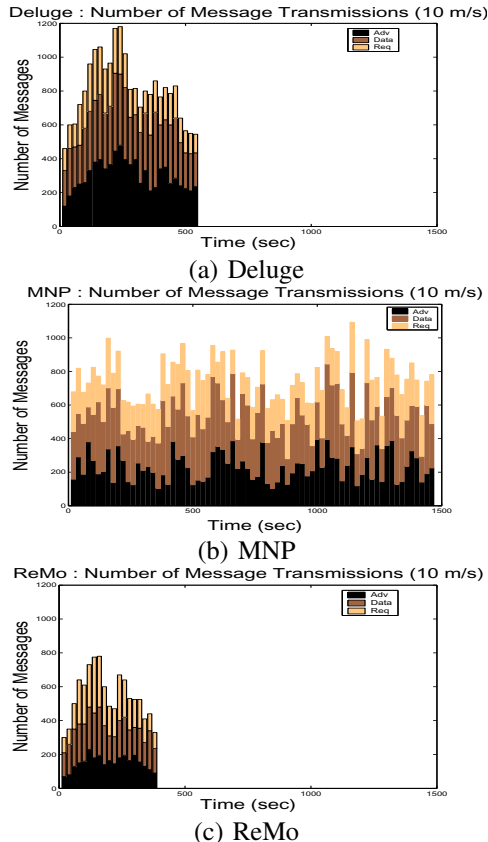 Deluge : Number of Message Transmissions (10 m/s)
1200
1000
800
600
400
200
0
Number of Messages
Adv
Data
Req
0
500
1000
1500
Time (sec)
(a) Deluge
MNP : Number of Message Transmissions (10 m/s)
1200
1000
800
600
400
200
0
Number of Messages
Adv
Data
Req
0
500
1000
1500
Time (sec)
(b) MNP
ReMo : Number of Message Transmissions (10 m/s)
1200
1000
800
600
400
200
0
Number of Messages
Adv
Data
Req
0
500
1000
1500
Time (sec)
(c) ReMo